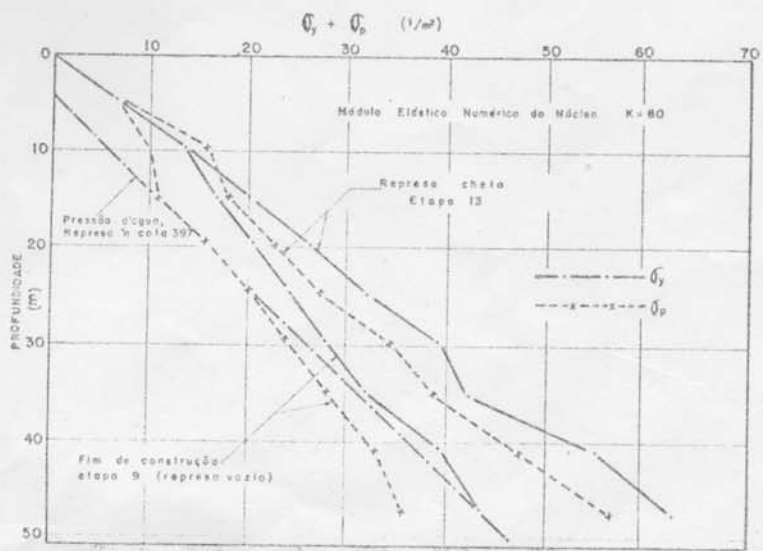 σy + σp (t/m²)
0 10 20 30 40 50 60 70
0
10
20
30
40
50
PROFUNDIDADE
(m)
Módulo Elástico Numérico do Núcleo K=60
Represa cheia
Etapa 13
Pressão d'água,
Represa à cota 397
σy
σp
Fim de construção
etapa 9 (represa vazia)